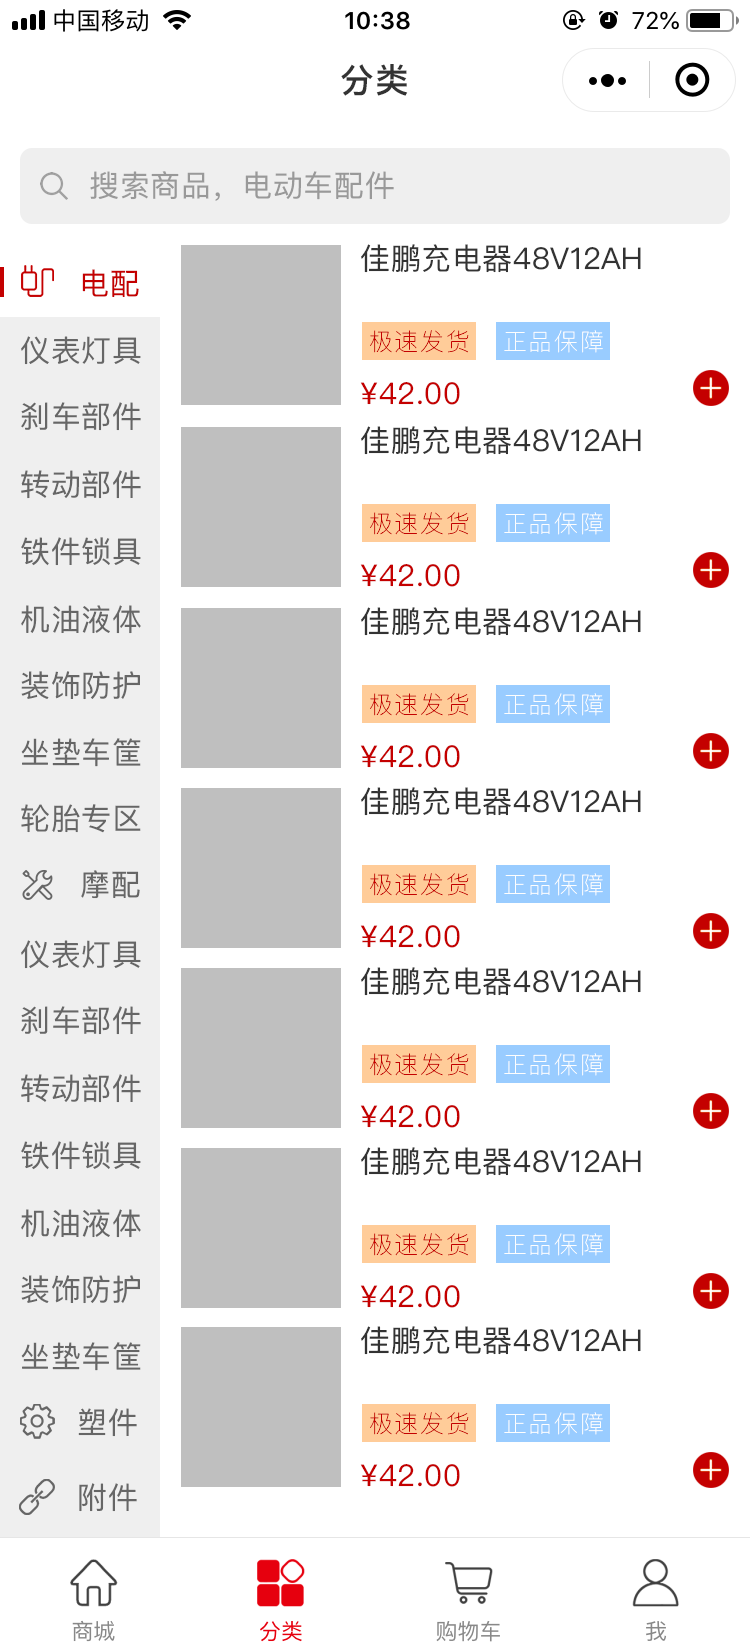 中国移动 10:38 72%
分类
搜索商品，电动车配件
电配
仪表灯具
刹车部件
转动部件
铁件锁具
机油液体
装饰防护
坐垫车筐
轮胎专区
摩配
仪表灯具
刹车部件
转动部件
铁件锁具
机油液体
装饰防护
坐垫车筐
塑件
附件
佳鹏充电器48V12AH
极速发货 正品保障
¥42.00
佳鹏充电器48V12AH
极速发货 正品保障
¥42.00
佳鹏充电器48V12AH
极速发货 正品保障
¥42.00
佳鹏充电器48V12AH
极速发货 正品保障
¥42.00
佳鹏充电器48V12AH
极速发货 正品保障
¥42.00
佳鹏充电器48V12AH
极速发货 正品保障
¥42.00
佳鹏充电器48V12AH
极速发货 正品保障
¥42.00
商城 分类 购物车 我